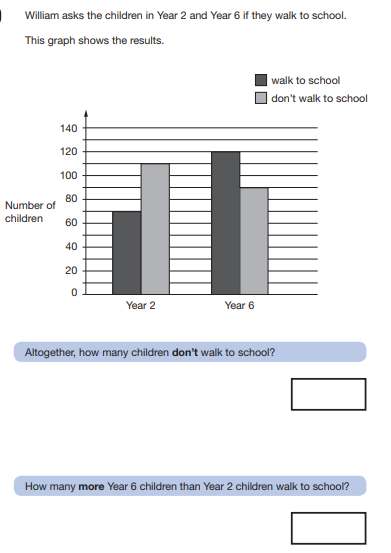 William asks the children in Year 2 and Year 6 if they walk to school.
This graph shows the results.
walk to school
don't walk to school
140
120
100
80
60
40
20
0
Number of
children
Year 2
Year 6
Altogether, how many children don't walk to school?
How many more Year 6 children than Year 2 children walk to school?